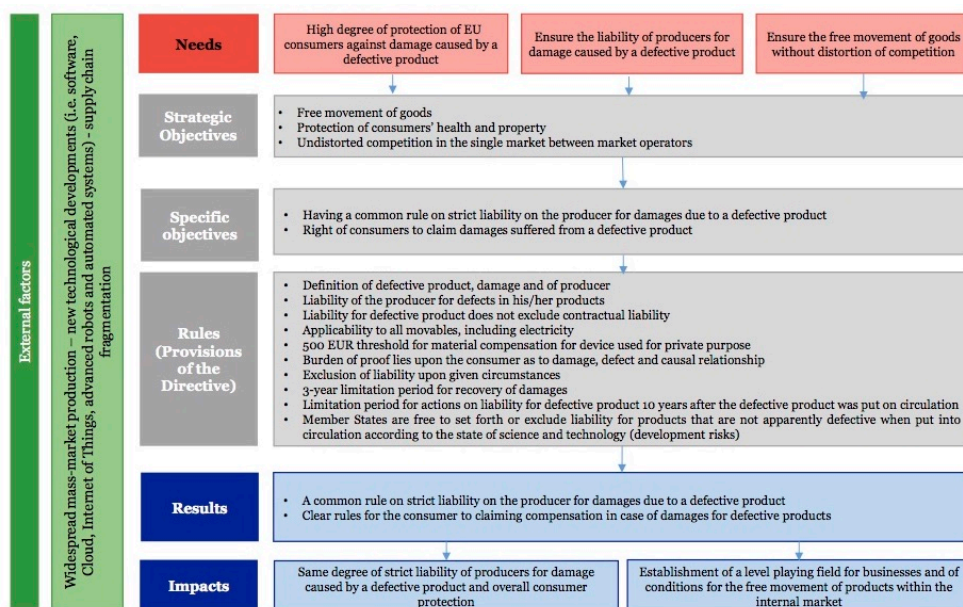 External factors
Widespread mass-market production – new technological developments (i.e. software,
Cloud, Internet of Things, advanced robots and automated systems) - supply chain
fragmentation
Needs
High degree of protection of EU
consumers against damage caused by a
defective product
Ensure the liability of producers for
damage caused by a defective product
Ensure the free movement of goods
without distortion of competition
Strategic
Objectives
• Free movement of goods
• Protection of consumers' health and property
• Undistorted competition in the single market between market operators
Specific
objectives
• Having a common rule on strict liability on the producer for damages due to a defective product
• Right of consumers to claim damages suffered from a defective product
Rules
(Provisions
of the
Directive)
• Definition of defective product, damage and of producer
• Liability of the producer for defects in his/her products
• Liability for defective product does not exclude contractual liability
• Applicability to all movables, including electricity
• 500 EUR threshold for material compensation for device used for private purpose
• Burden of proof lies upon the consumer as to damage, defect and causal relationship
• Exclusion of liability upon given circumstances
• 3-year limitation period for recovery of damages
• Limitation period for actions on liability for defective product 10 years after the defective product was put on circulation
• Member States are free to set forth or exclude liability for products that are not apparently defective when put into
circulation according to the state of science and technology (development risks)
Results
• A common rule on strict liability on the producer for damages due to a defective product
• Clear rules for the consumer to claiming compensation in case of damages for defective products
Impacts
Same degree of strict liability of producers for damage
caused by a defective product and overall consumer
protection
Establishment of a level playing field for businesses and of
conditions for the free movement of products within the
internal market